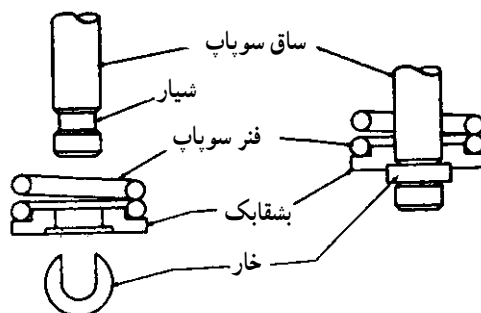 ساق سوپاپ
شیار
فنر سوپاپ
بشقابک
خار